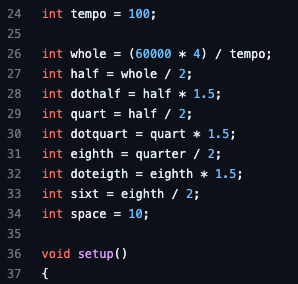 24 int tempo = 100;
25
26 int whole = (60000 * 4) / tempo;
27 int half = whole / 2;
28 int dothalf = half * 1.5;
29 int quart = half / 2;
30 int dotquart = quart * 1.5;
31 int eighth = quarter / 2;
32 int doteigth = eighth * 1.5;
33 int sixt = eighth / 2;
34 int space = 10;
35
36 void setup()
37 {